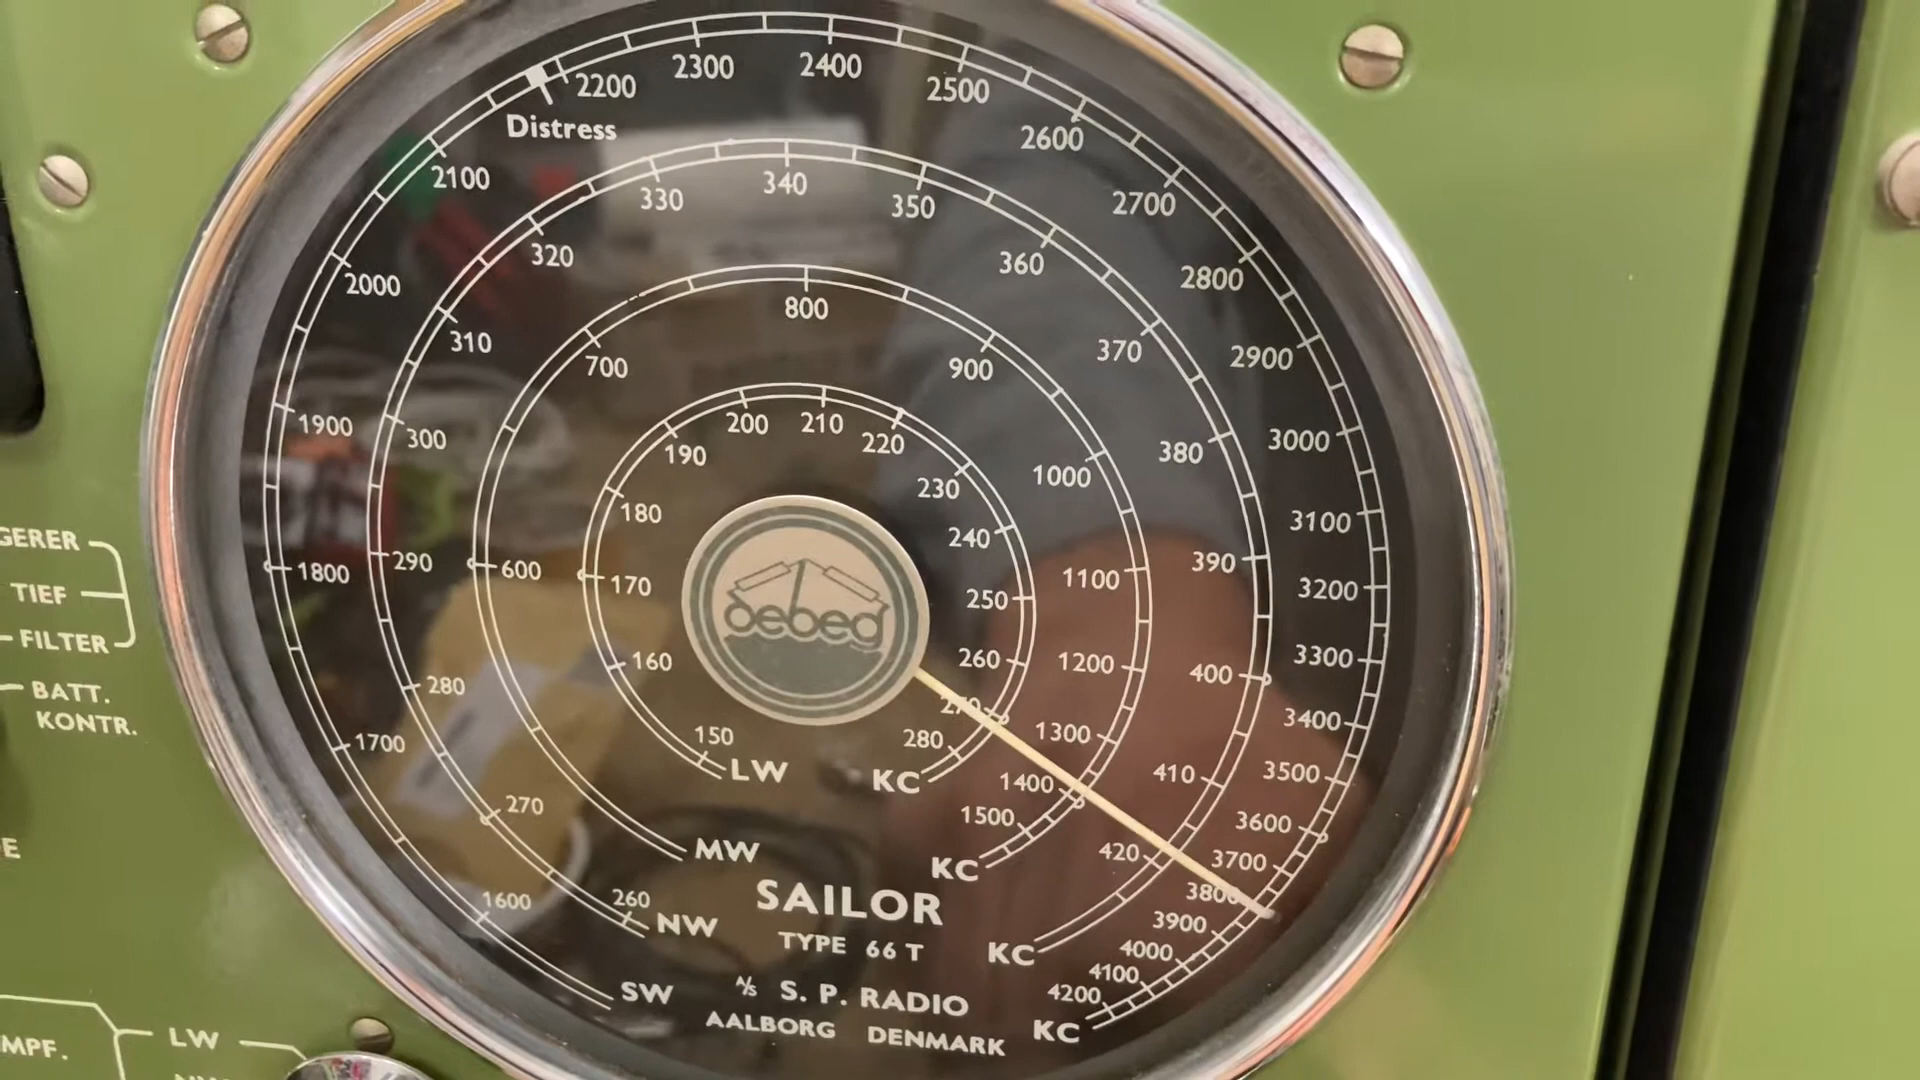 2200 2300 2400 2500 2600 2700 2800 2900 3000 3100 3200 3300 3400 3500 3600 3700 3800 3900 4000 4100 4200 KC
Distress
2100
2000
1900
1800
1700
1600
SW
260 270 280 290 300 310 320 330 340 350 360 370 380 390 400 410 420 KC
NW
600 700 800 900 1000 1100 1200 1300 1400 1500 KC
MW
150 160 170 180 190 200 210 220 230 240 250 260 270 280 KC
LW
debeg
SAILOR
TYPE 66 T
A/S S. P. RADIO
AALBORG DENMARK
GERER
TIEF
FILTER
BATT.
KONTR.
E
MPF.
LW